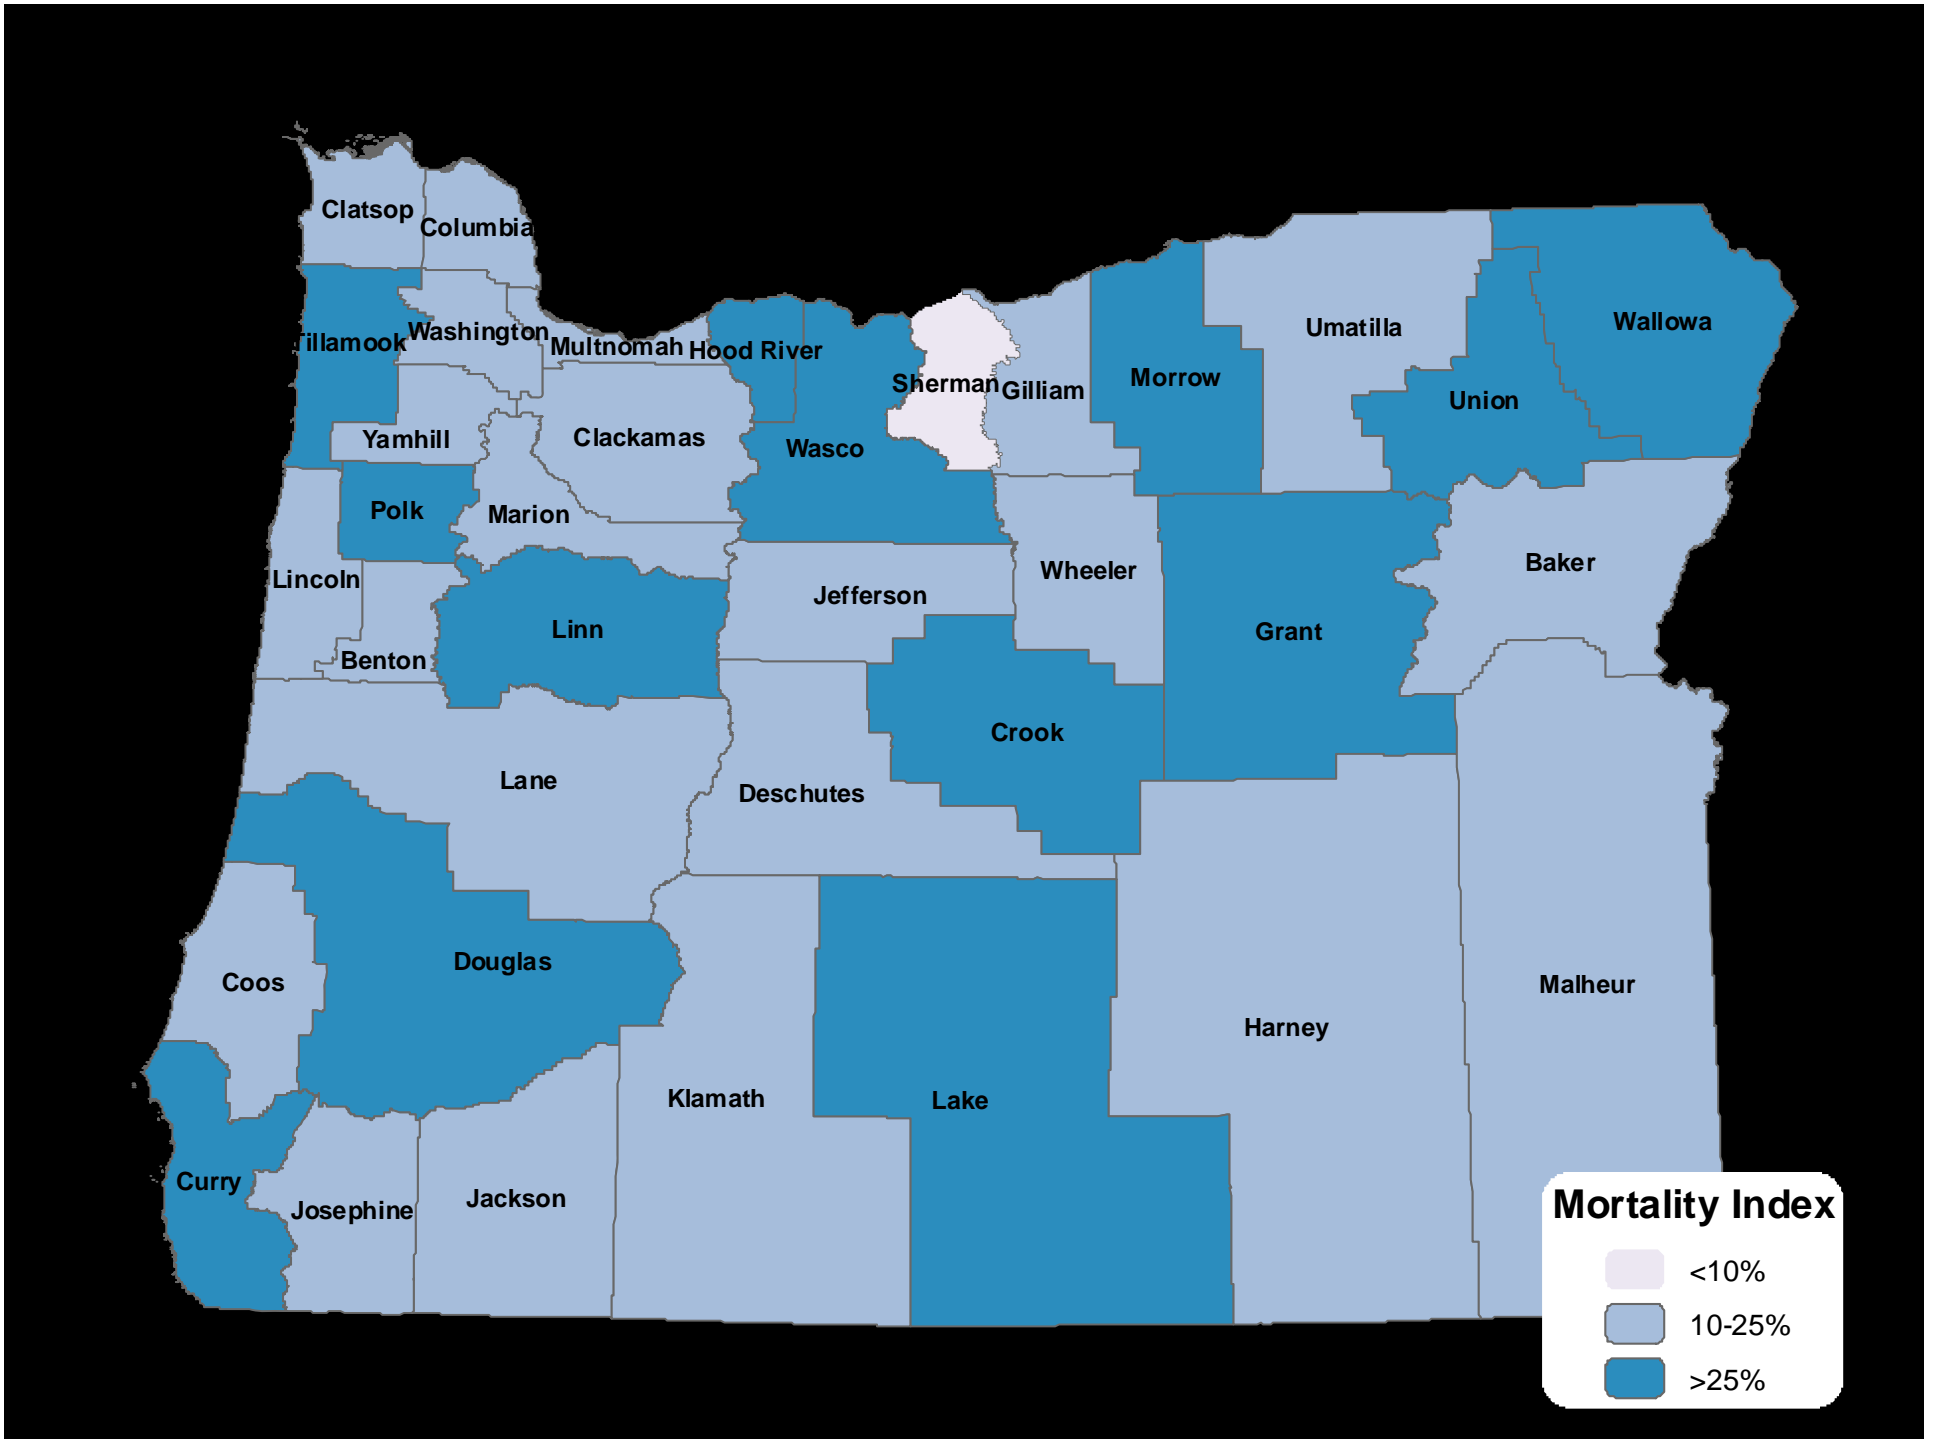 Clatsop
Columbia
Tillamook
Washington
Multnomah
Hood River
Sherman
Gilliam
Morrow
Umatilla
Union
Wallowa
Yamhill
Clackamas
Wasco
Polk
Marion
Lincoln
Benton
Linn
Jefferson
Wheeler
Grant
Baker
Crook
Lane
Deschutes
Douglas
Coos
Klamath
Lake
Harney
Malheur
Curry
Josephine
Jackson
Mortality Index
<10%
10-25%
>25%